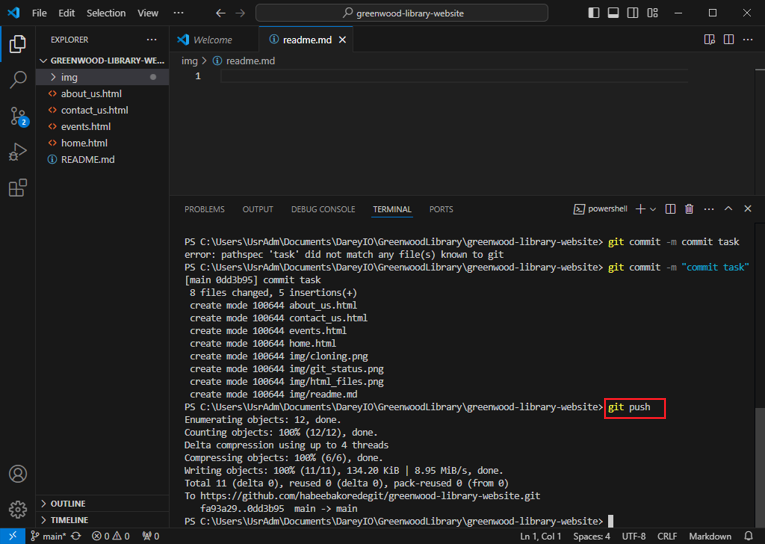 File Edit Selection View ··· greenwood-library-website
EXPLORER ···
GREENWOOD-LIBRARY-WE...
img
about_us.html
contact_us.html
events.html
home.html
README.md
OUTLINE
TIMELINE
2
Welcome readme.md
img > readme.md
1
PROBLEMS OUTPUT DEBUG CONSOLE TERMINAL PORTS powershell
PS C:\Users\UsrAdm\Documents\DareyIO\GreenwoodLibrary\greenwood-library-website> git commit -m commit task
error: pathspec 'task' did not match any file(s) known to git
PS C:\Users\UsrAdm\Documents\DareyIO\GreenwoodLibrary\greenwood-library-website> git commit -m "commit task"
[main 0dd3b95] commit task
8 files changed, 5 insertions(+)
create mode 100644 about_us.html
create mode 100644 contact_us.html
create mode 100644 events.html
create mode 100644 home.html
create mode 100644 img/cloning.png
create mode 100644 img/git_status.png
create mode 100644 img/html_files.png
create mode 100644 img/readme.md
PS C:\Users\UsrAdm\Documents\DareyIO\GreenwoodLibrary\greenwood-library-website> git push
Enumerating objects: 12, done.
Counting objects: 100% (12/12), done.
Delta compression using up to 4 threads
Compressing objects: 100% (6/6), done.
Writing objects: 100% (11/11), 134.20 KiB | 8.95 MiB/s, done.
Total 11 (delta 0), reused 0 (delta 0), pack-reused 0 (from 0)
To https://github.com/habeebakoredegit/greenwood-library-website.git
fa93a29..0dd3b95 main -> main
PS C:\Users\UsrAdm\Documents\DareyIO\GreenwoodLibrary\greenwood-library-website>
main* 0 0 0 Ln 1, Col 1 Spaces: 4 UTF-8 CRLF Markdown